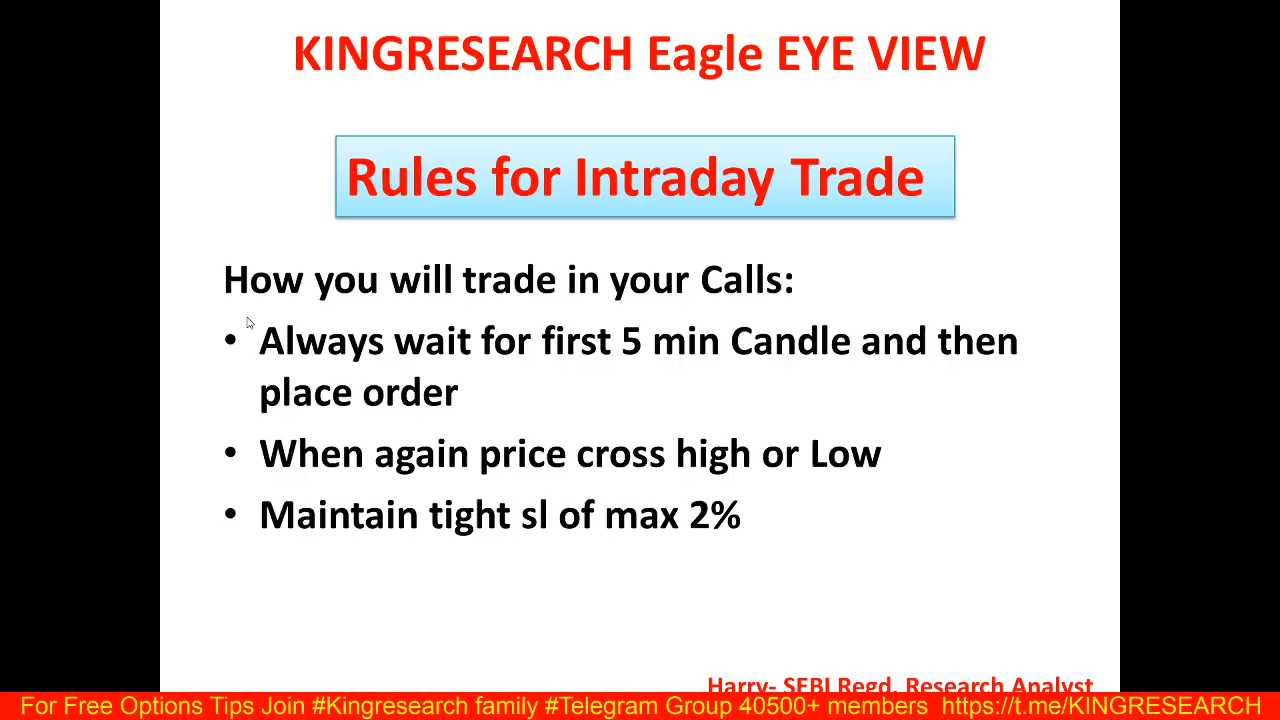 KINGRESEARCH Eagle EYE VIEW
Rules for Intraday Trade
How you will trade in your Calls:
• Always wait for first 5 min Candle and then
place order
• When again price cross high or Low
• Maintain tight sl of max 2%
Harry- SEBI Regd. Research Analyst
For Free Options Tips Join #Kingresearch family #Telegram Group 40500+ members https://t.me/KINGRESEARCH